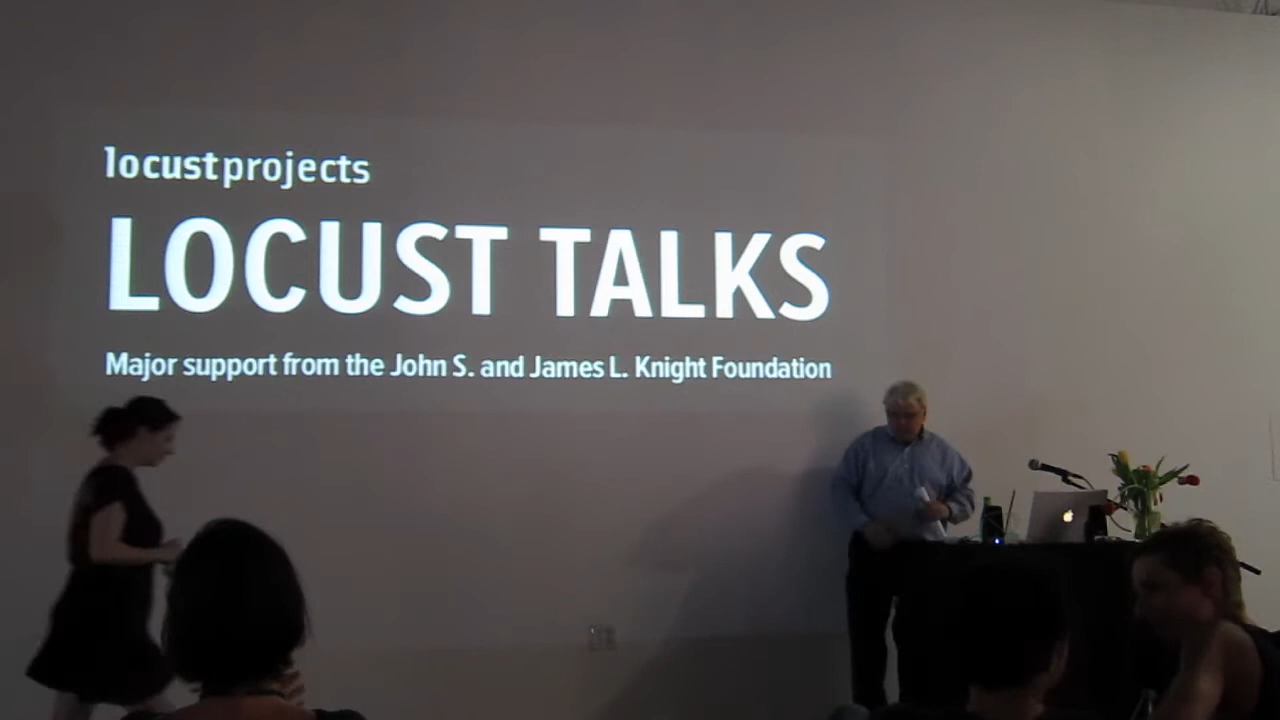 locustprojects
LOCUST TALKS
Major support from the John S. and James L. Knight Foundation